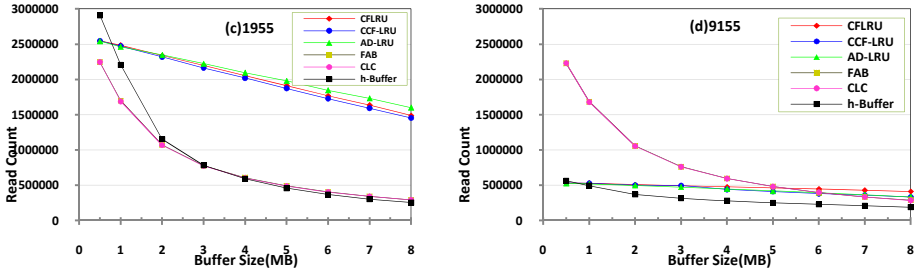 (c)1955
CFLRU
CCF-LRU
AD-LRU
FAB
CLC
h-Buffer
3000000
2500000
2000000
1500000
1000000
500000
0
Read Count
0 1 2 3 4 5 6 7 8
Buffer Size(MB)
(d)9155
CFLRU
CCF-LRU
AD-LRU
FAB
CLC
h-Buffer
3000000
2500000
2000000
1500000
1000000
500000
0
Read Count
0 1 2 3 4 5 6 7 8
Buffer Size(MB)